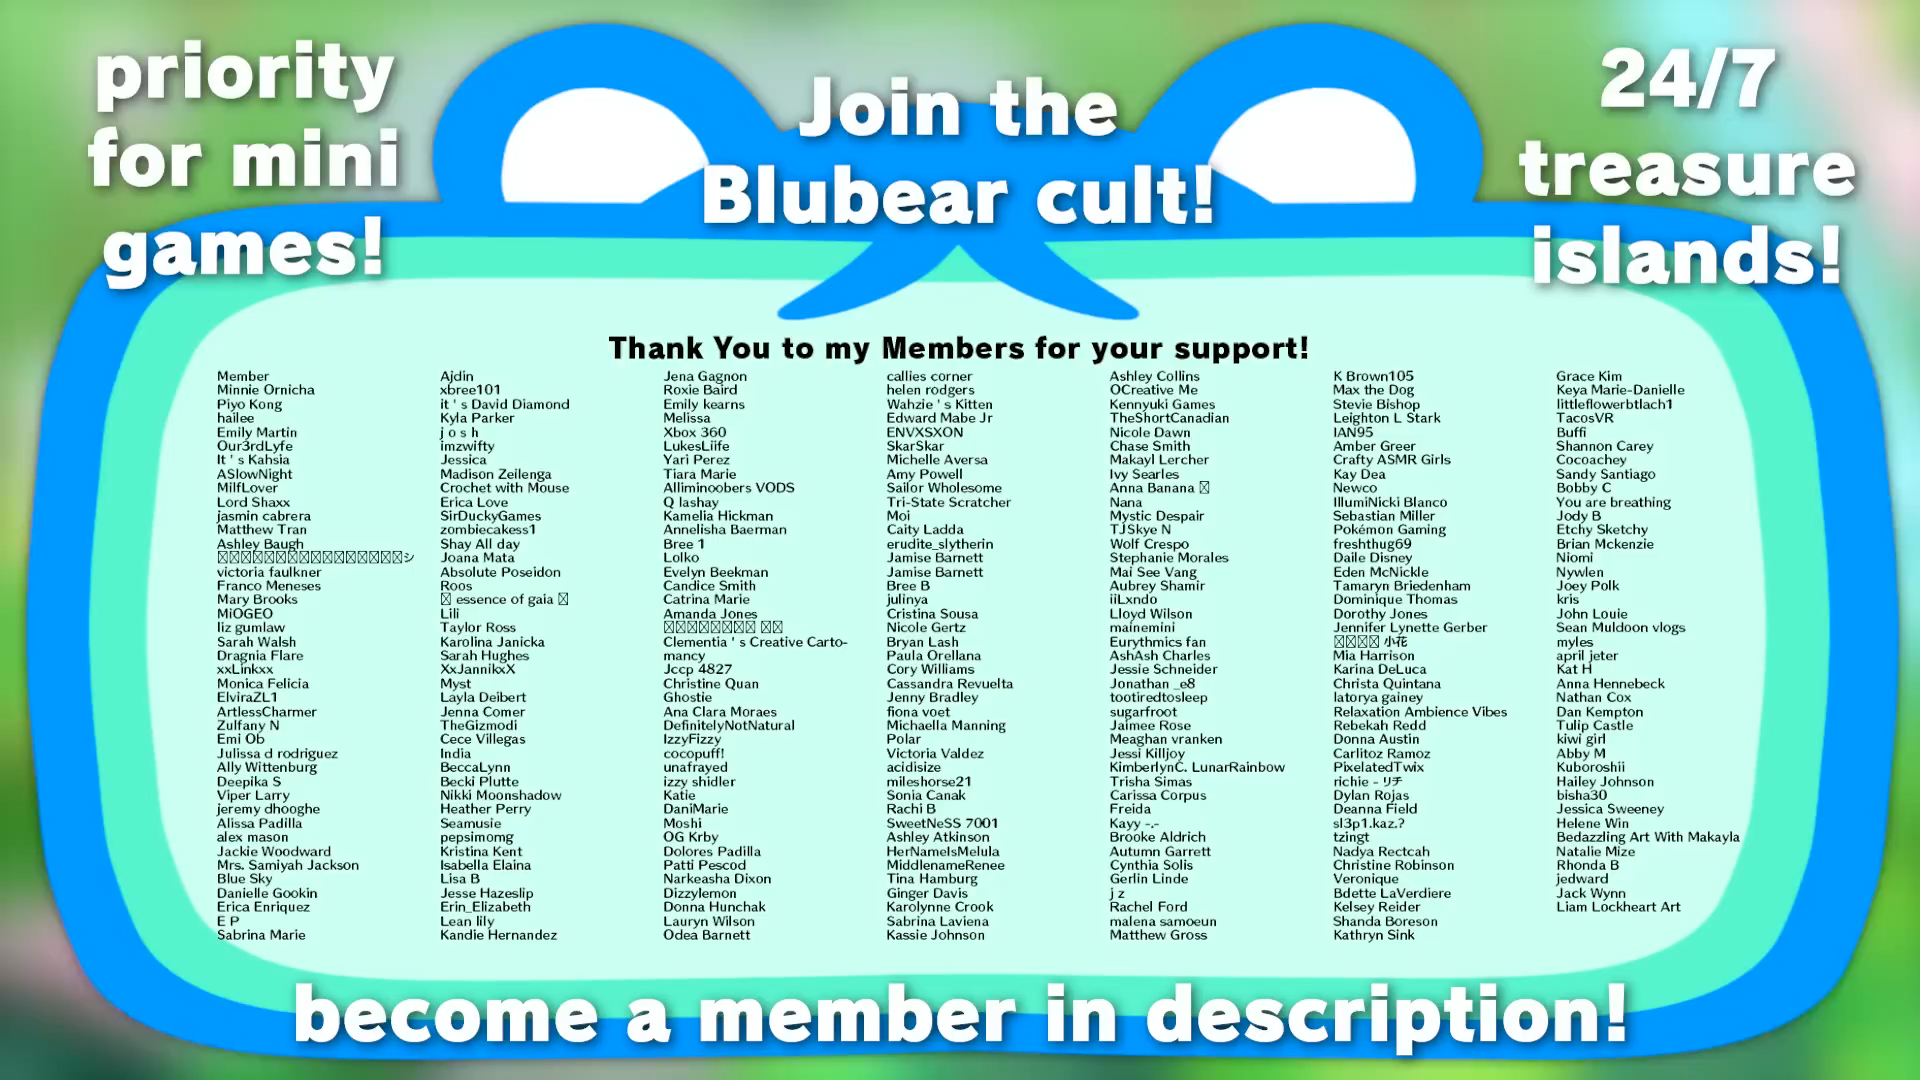 priority
for mini
games!
Join the
Blubear cult!
24/7
treasure
islands!
Thank You to my Members for your support!
Member
Minnie Ornicha
Piyo Kong
hailee
Emily Martin
Our3rdLyfe
It ' s Kahsia
ASlowNight
MilfLover
Lord Shaxx
jasmin cabrera
Matthew Tran
Ashley Baugh
シ
victoria faulkner
Franco Meneses
Mary Brooks
MiOGEO
liz gumlaw
Sarah Walsh
Dragnia Flare
xxLinkxx
Monica Felicia
ElviraZL1
ArtlessCharmer
Zulfany N
Emi Ob
Julissa d rodriguez
Ally Wittenburg
Deepika S
Viper Larry
jeremy dhooghe
Alissa Padilla
alex mason
Jackie Woodward
Mrs. Samiyah Jackson
Blue Sky
Danielle Gookin
Erica Enriquez
E P
Sabrina Marie
Ajdin
xbree101
it ' s David Diamond
Kyla Parker
j o s h
imzwifty
Jessica
Madison Zeilenga
Crochet with Mouse
Erica Love
SirDuckyGames
zombiecakess1
Shay All day
Joana Mata
Absolute Poseidon
Roos
essence of gaia
Lili
Taylor Ross
Karolina Janicka
Sarah Hughes
XxJannikxX
Myst
Layla Deibert
Jenna Comer
TheGizmodi
Cece Villegas
India
BeccaLynn
Becki Plutte
Nikki Moonshadow
Heather Perry
Seamusie
pepsimomg
Kristina Kent
Isabella Elaina
Lisa B
Jesse Hazeslip
Erin_Elizabeth
Lean lily
Kandie Hernandez
Jena Gagnon
Roxie Baird
Emily kearns
Melissa
Xbox 360
LukesLiife
Yari Perez
Tiara Marie
Alliminoobers VODS
Q lashay
Kamelia Hickman
Annelisha Baerman
Bree 1
Lolko
Evelyn Beekman
Candice Smith
Catrina Marie
Amanda Jones
Clementia ' s Creative Carto-
mancy
Jccp 4827
Christine Quan
Ghostie
Ana Clara Moraes
DefinitelyNotNatural
IzzyFizzy
cocopuff!
unafrayed
izzy shidler
Katie
DaniMarie
Moshi
OG Krby
Dolores Padilla
Patti Pescod
Narkeasha Dixon
Dizzylemon
Donna Hunchak
Lauryn Wilson
Odea Barnett
callies corner
helen rodgers
Wahzie ' s Kitten
Edward Mabe Jr
ENVXSXON
SkarSkar
Michelle Aversa
Amy Powell
Sailor Wholesome
Tri-State Scratcher
Moi
Caity Ladda
erudite_slytherin
Jamise Barnett
Jamise Barnett
Bree B
julinya
Cristina Sousa
Nicole Gertz
Bryan Lash
Paula Orellana
Cory Williams
Cassandra Revuelta
Jenny Bradley
fiona voet
Michaella Manning
Polar
Victoria Valdez
acidisize
mileshorse21
Sonia Canak
Rachi B
SweetNeSS 7001
Ashley Atkinson
HerNameIsMelula
MiddlenameRenee
Tina Hamburg
Ginger Davis
Karolynne Crook
Sabrina Laviena
Kassie Johnson
Ashley Collins
OCreative Me
Kennyuki Games
TheShortCanadian
Nicole Dawn
Chase Smith
Makayl Lercher
Ivy Searles
Anna Banana
Nana
Mystic Despair
TJSkye N
Wolf Crespo
Stephanie Morales
Mai See Vang
Aubrey Shamir
iiLxndo
Lloyd Wilson
mainemini
Eurythmics fan
AshAsh Charles
Jessie Schneider
Jonathan _e8
tootiredtosleep
sugarfroot
Jaimee Rose
Meaghan vranken
Jessi Killjoy
KimberlynC. LunarRainbow
Trisha Simas
Carissa Corpus
Freida
Kayy -.-
Brooke Aldrich
Autumn Garrett
Cynthia Solis
Gerlin Linde
j z
Rachel Ford
malena samoeun
Matthew Gross
K Brown105
Max the Dog
Stevie Bishop
Leighton L Stark
IAN95
Amber Greer
Crafty ASMR Girls
Kay Dea
Newco
IllumiNicki Blanco
Sebastian Miller
Pokémon Gaming
freshthug69
Daile Disney
Eden McNickle
Tamaryn Briedenham
Dominique Thomas
Dorothy Jones
Jennifer Lynette Gerber
小花
Mia Harrison
Karina DeLuca
Christa Quintana
latorya gainey
Relaxation Ambience Vibes
Rebekah Redd
Donna Austin
Carlitoz Ramoz
PixelatedTwix
richie - リチ
Dylan Rojas
Deanna Field
sl3p1.kaz.?
tzingt
Nadya Rectcah
Christine Robinson
Veronique
Bdette LaVerdiere
Kelsey Reider
Shanda Boreson
Kathryn Sink
Grace Kim
Keya Marie-Danielle
littleflowerbtlach1
TacosVR
Buffi
Shannon Carey
Cocoachey
Sandy Santiago
Bobby C
You are breathing
Jody B
Etchy Sketchy
Brian Mckenzie
Niomi
Nywlen
Joey Polk
kris
John Louie
Sean Muldoon vlogs
myles
april jeter
Kat H
Anna Hennebeck
Nathan Cox
Dan Kempton
Tulip Castle
kiwi girl
Abby M
Kuboroshii
Hailey Johnson
bisha30
Jessica Sweeney
Helene Win
Bedazzling Art With Makayla
Natalie Mize
Rhonda B
jedward
Jack Wynn
Liam Lockheart Art
become a member in description!